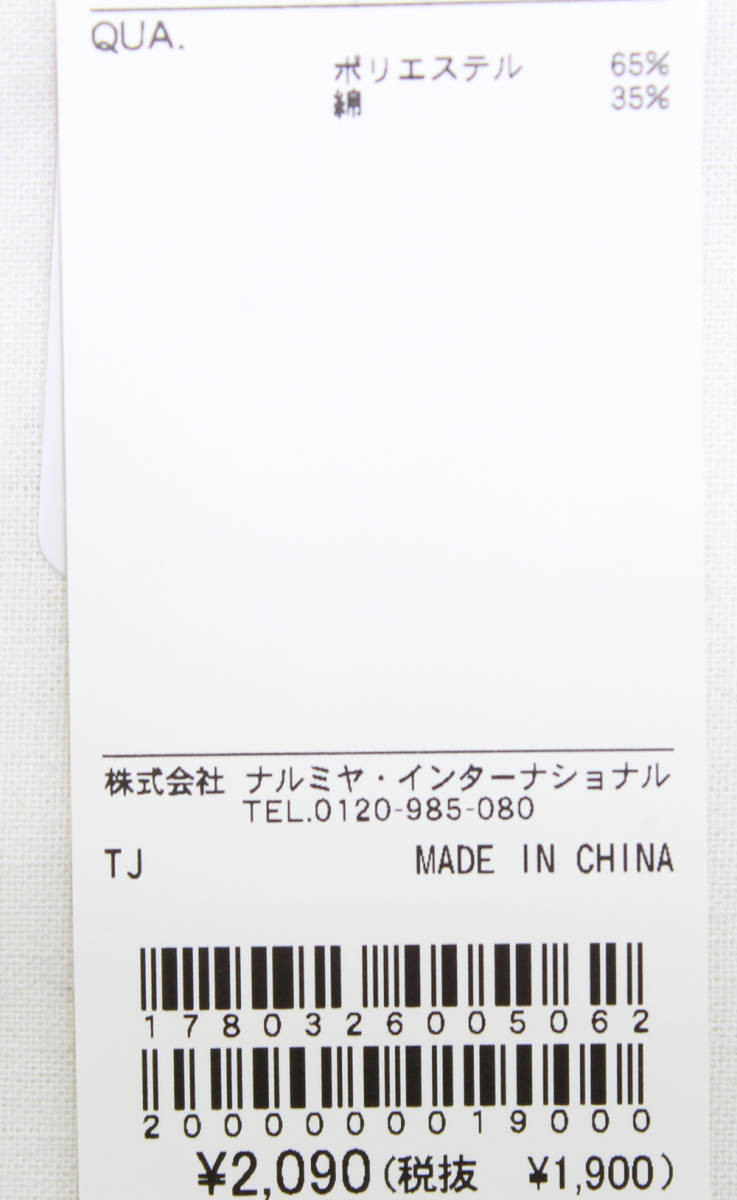 QUA.
ポリエステル 65%
綿 35%
株式会社 ナルミヤ・インターナショナル
TEL.0120-985-080
TJ MADE IN CHINA
1780326005062
2000000019000
¥2,090(税抜 ¥1,900)